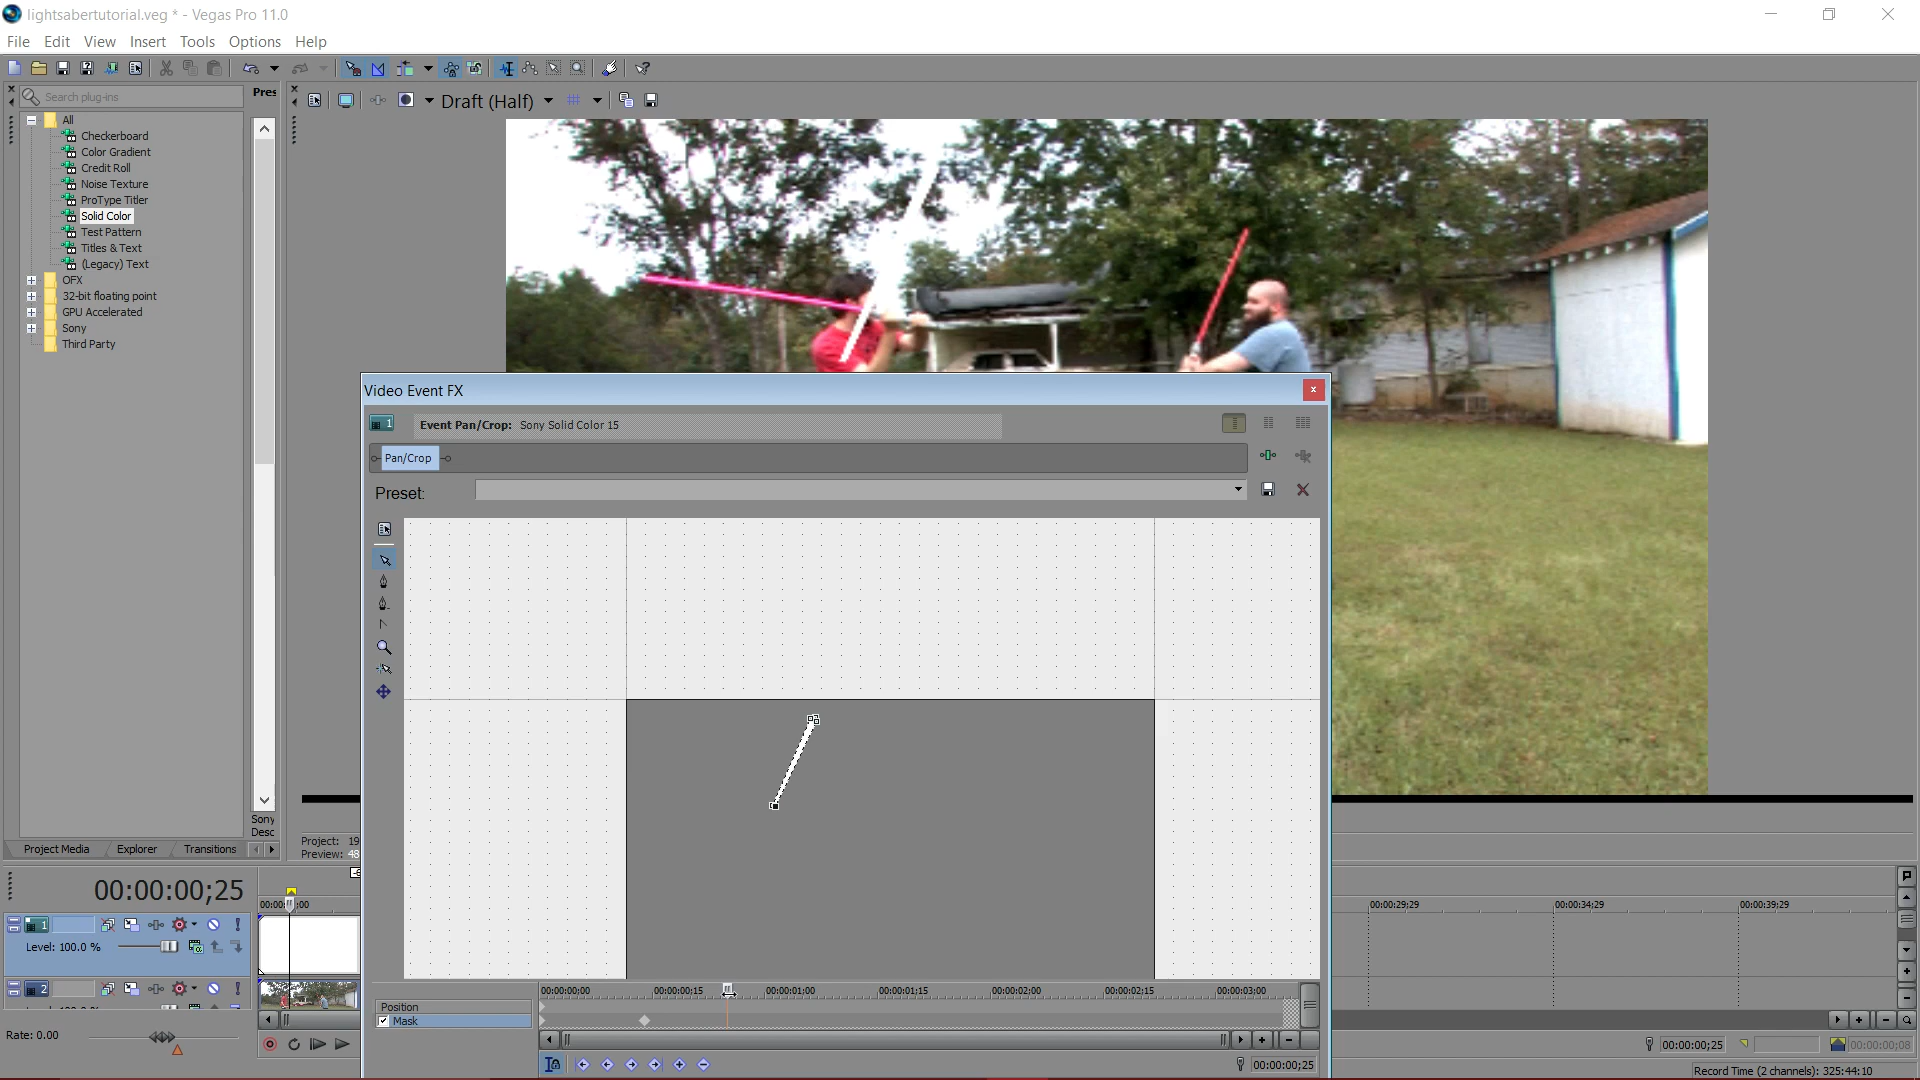 lightsabertutorial.veg * - Vegas Pro 11.0
File Edit View Insert Tools Options Help
Search plug-ins
Pres
Draft (Half)
All
Checkerboard
Color Gradient
Credit Roll
Noise Texture
ProType Titler
Solid Color
Test Pattern
Titles & Text
(Legacy) Text
OFX
32-bit floating point
GPU Accelerated
Sony
Third Party
Sony
Desc
Project Media Explorer Transitions
Project: 19
Preview: 48
Video Event FX
1 Event Pan/Crop: Sony Solid Color 15
Pan/Crop
Preset:
00:00:00;00 00:00:00;15 00:00:01;00 00:00:01;15 00:00:02;00 00:00:02;15 00:00:03;00
Position
Mask
00:00:00;25
00:00:00;25
1
Level: 100.0 %
2
Rate: 0.00
00:00:29;29 00:00:34;29 00:00:39;29
00:00:00;25 00:00:00;08
Record Time (2 channels): 325:44:10